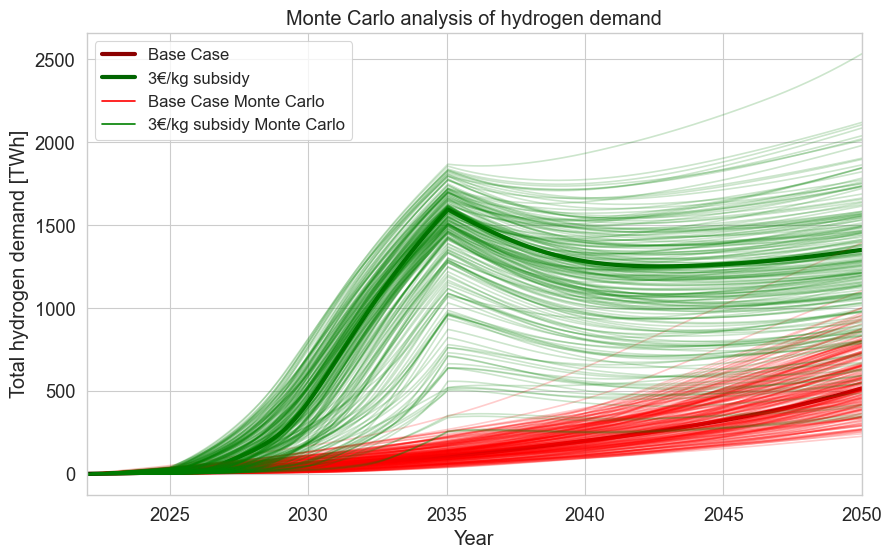 Monte Carlo analysis of hydrogen demand
Base Case
3€/kg subsidy
Base Case Monte Carlo
3€/kg subsidy Monte Carlo
Total hydrogen demand [TWh]
2500
2000
1500
1000
500
0
2025 2030 2035 2040 2045 2050
Year